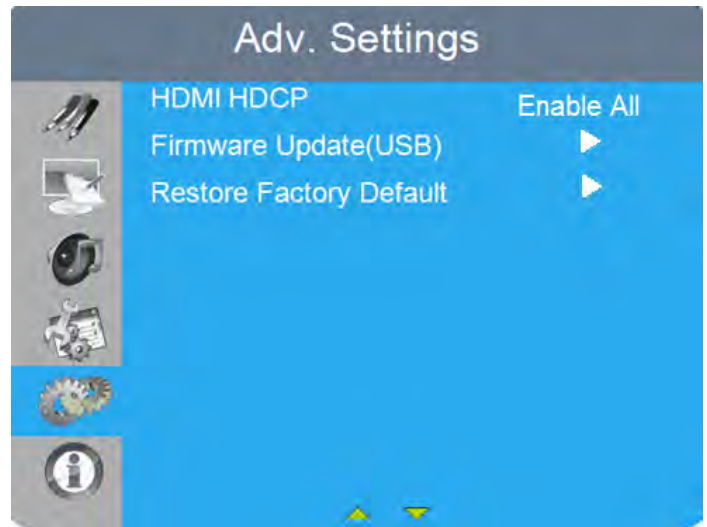 Adv. Settings
HDMI HDCP Enable All
Firmware Update(USB)
Restore Factory Default